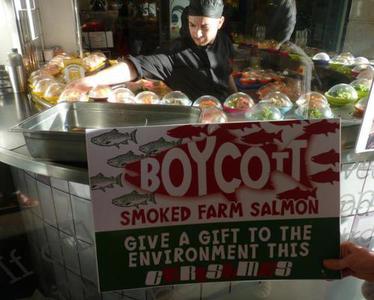 BOYCOTT
SMOKED FARM SALMON
GIVE A GIFT TO THE
ENVIRONMENT THIS